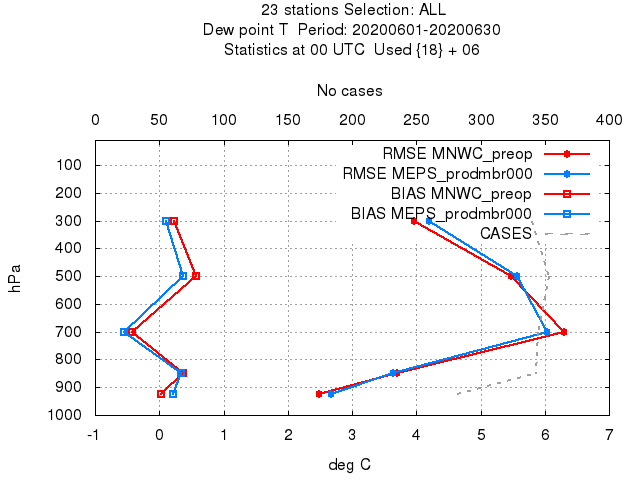 23 stations Selection: ALL
Dew point T  Period: 20200601-20200630
Statistics at 00 UTC  Used {18} + 06
No cases
0 50 100 150 200 250 300 350 400
RMSE MNWC_preop
RMSE MEPS_prodmbr000
BIAS MNWC_preop
BIAS MEPS_prodmbr000
CASES
hPa
100
200
300
400
500
600
700
800
900
1000
-1 0 1 2 3 4 5 6 7
deg C